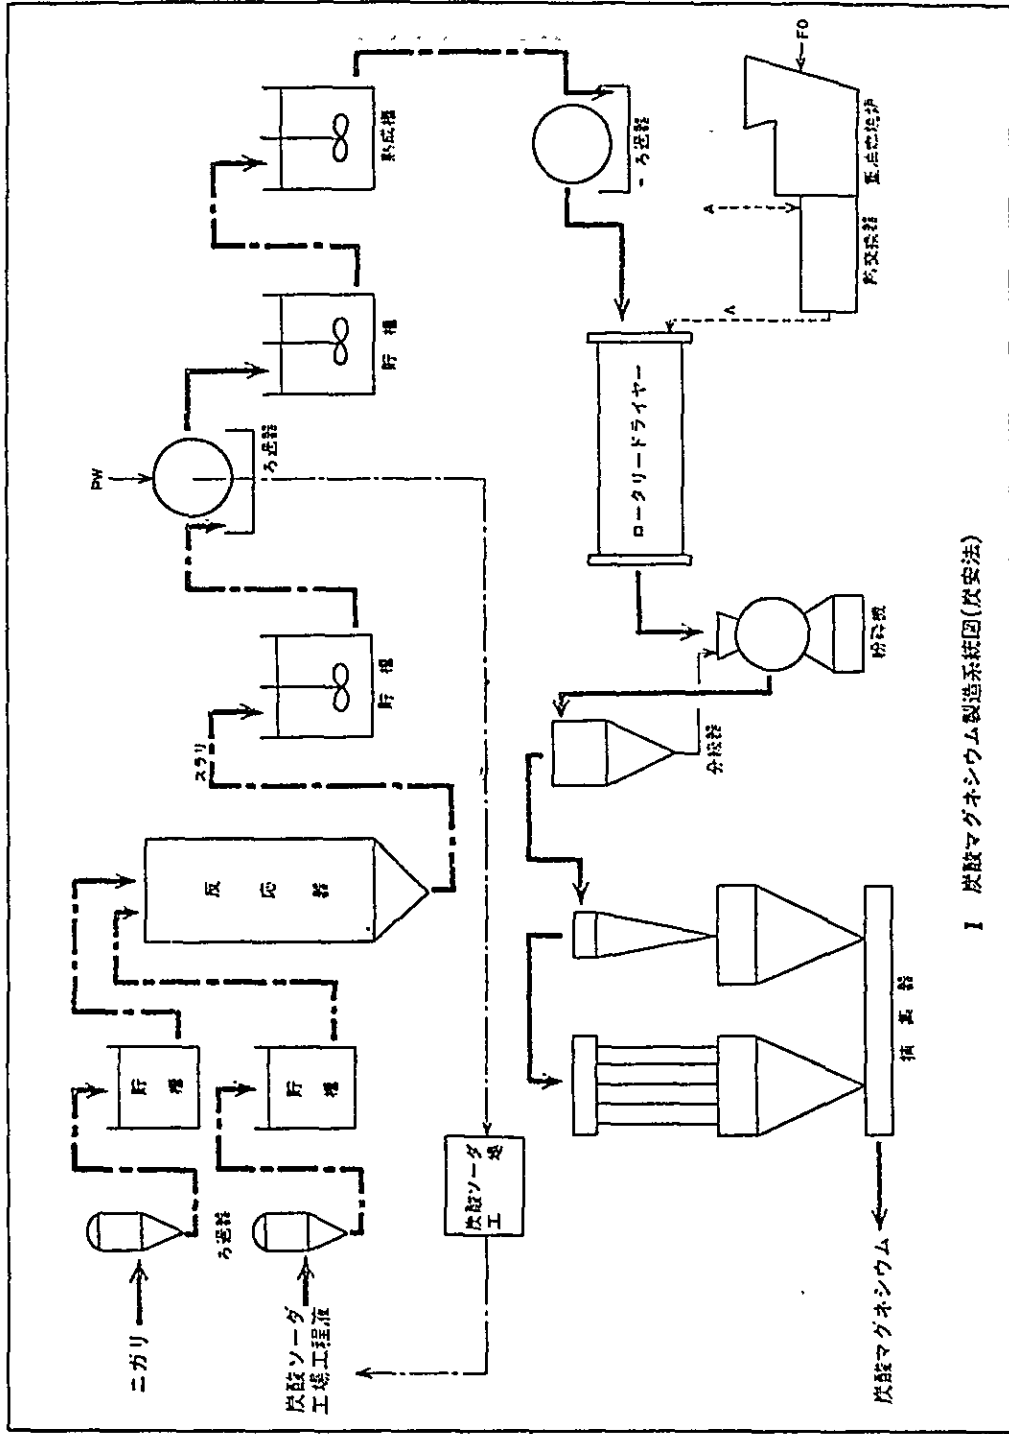 ニガリ
炭酸ソーダ
工場工程液
ろ過器
貯槽
貯槽
反応器
スラリ
貯槽
PW
ろ過器
貯槽
熟成槽
ろ過器
炭酸ソーダ
工場
ロータリードライヤー
A
A
熱交換器
重油燃焼炉
FO
粉砕機
分級器
捕集器
炭酸マグネシウム
I 炭酸マグネシウム製造系統図(炭安法)